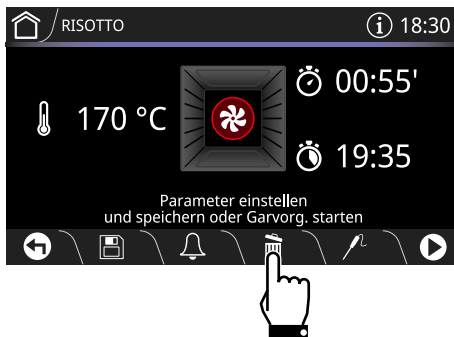 RISOTTO
i 18:30
170 °C
00:55'
19:35
Parameter einstellen
und speichern oder Garvorg. starten